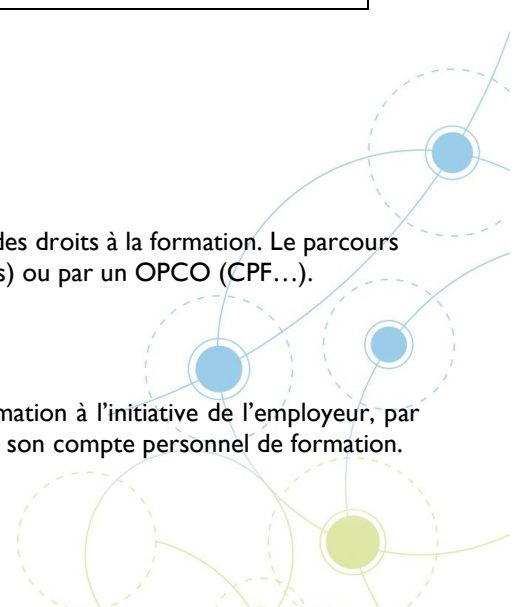 des droits à la formation. Le parcours
s) ou par un OPCO (CPF…).
mation à l’initiative de l’employeur, par
son compte personnel de formation.